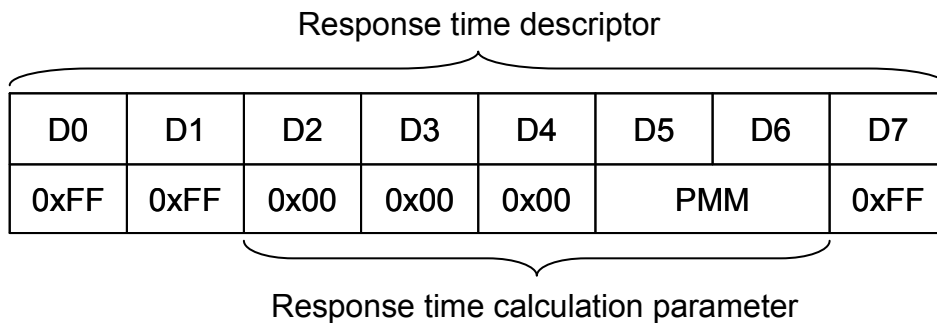 Response time descriptor
D0 D1 D2 D3 D4 D5 D6 D7
0xFF 0xFF 0x00 0x00 0x00 PMM 0xFF
Response time calculation parameter